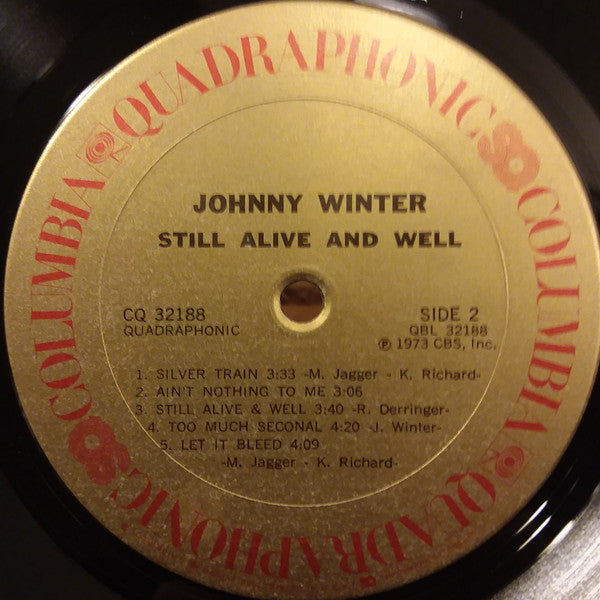 COLUMBIA QUADRAPHONIC SQ COLUMBIA QUADRAPHONIC SQ
JOHNNY WINTER
STILL ALIVE AND WELL
CQ 32188
QUADRAPHONIC
SIDE 2
QBL 32188
℗ 1973 CBS, Inc.
1. SILVER TRAIN 3:33 -M. Jagger - K. Richard-
2. AIN'T NOTHING TO ME 3:06
3. STILL ALIVE & WELL 3:40 -R. Derringer-
4. TOO MUCH SECONAL 4:20 -J. Winter-
5. LET IT BLEED 4:09
-M. Jagger - K. Richard-